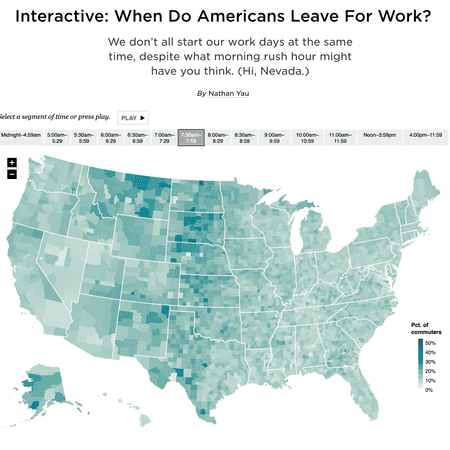 Interactive: When Do Americans Leave For Work?
We don't all start our work days at the same
time, despite what morning rush hour might
have you think. (Hi, Nevada.)
By Nathan Yau
Select a segment of time or press play. PLAY ▶
Midnight–4:59am 5:00am–5:29 5:30am–5:59 6:00am–6:29 6:30am–6:59 7:00am–7:29 7:30am–7:59 8:00am–8:29 8:30am–8:59 9:00am–9:59 10:00am–10:59 11:00am–11:59 Noon–3:59pm 4:00pm–11:59
+
−
Pct. of
commuters
50%
40%
30%
20%
10%
0%